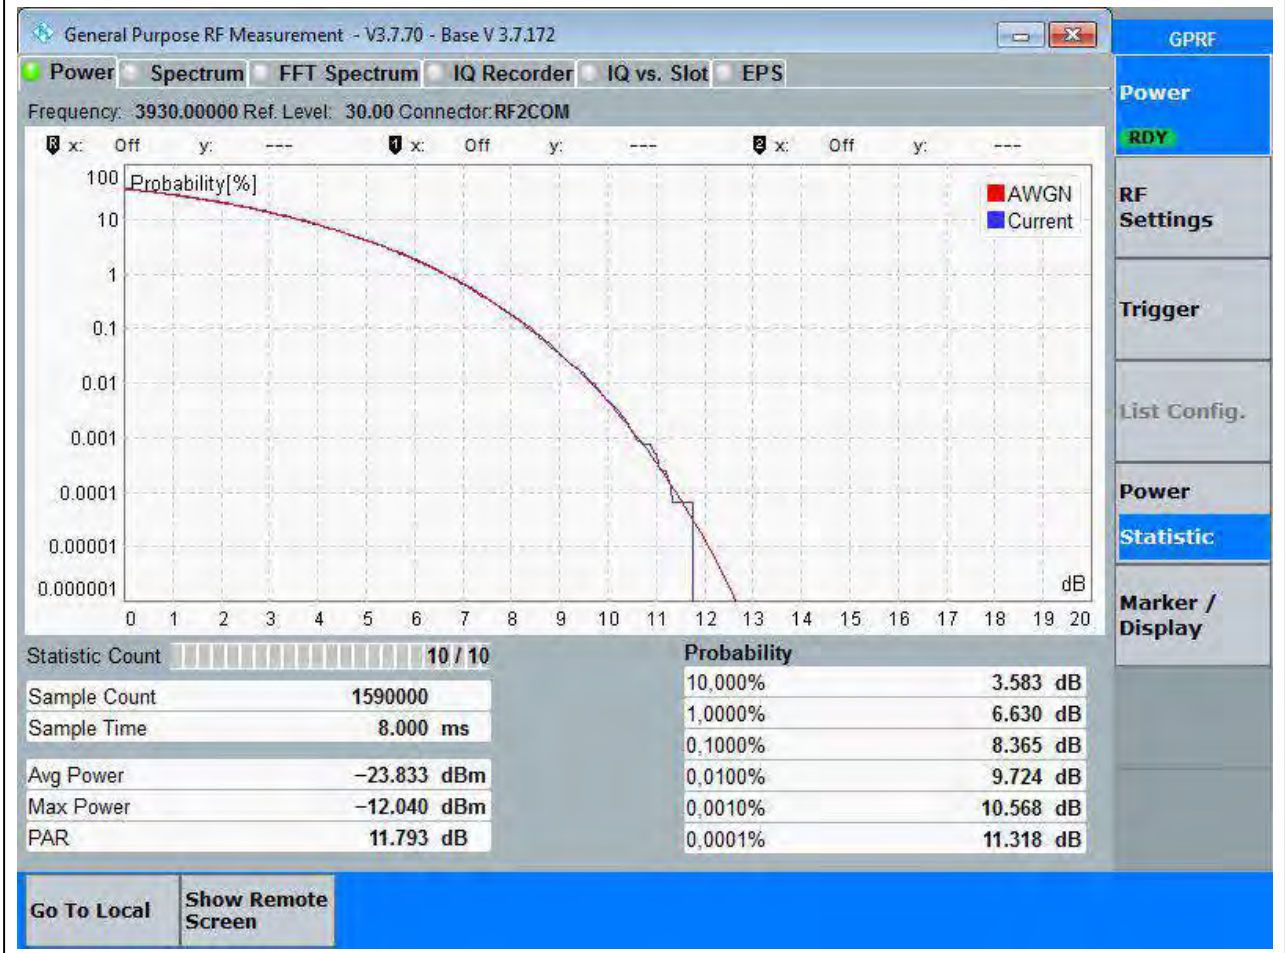 General Purpose RF Measurement - V3.7.70 - Base V 3.7.172
GPRF
Power Spectrum FFT Spectrum IQ Recorder IQ vs. Slot EPS
Frequency: 3930.00000 Ref. Level: 30.00 Connector:RF2COM
R x: Off y: --- 1 x: Off y: --- 2 x: Off y: ---
Probability[%]
AWGN
Current
100
10
1
0.1
0.01
0.001
0.0001
0.00001
0.000001
dB
0 1 2 3 4 5 6 7 8 9 10 11 12 13 14 15 16 17 18 19 20
Statistic Count 10 / 10
Sample Count 1590000
Sample Time 8.000 ms
Avg Power −23.833 dBm
Max Power −12.040 dBm
PAR 11.793 dB
Probability
10,000% 3.583 dB
1,0000% 6.630 dB
0,1000% 8.365 dB
0,0100% 9.724 dB
0,0010% 10.568 dB
0,0001% 11.318 dB
Power
RDY
RF
Settings
Trigger
List Config.
Power
Statistic
Marker /
Display
Go To Local
Show Remote
Screen